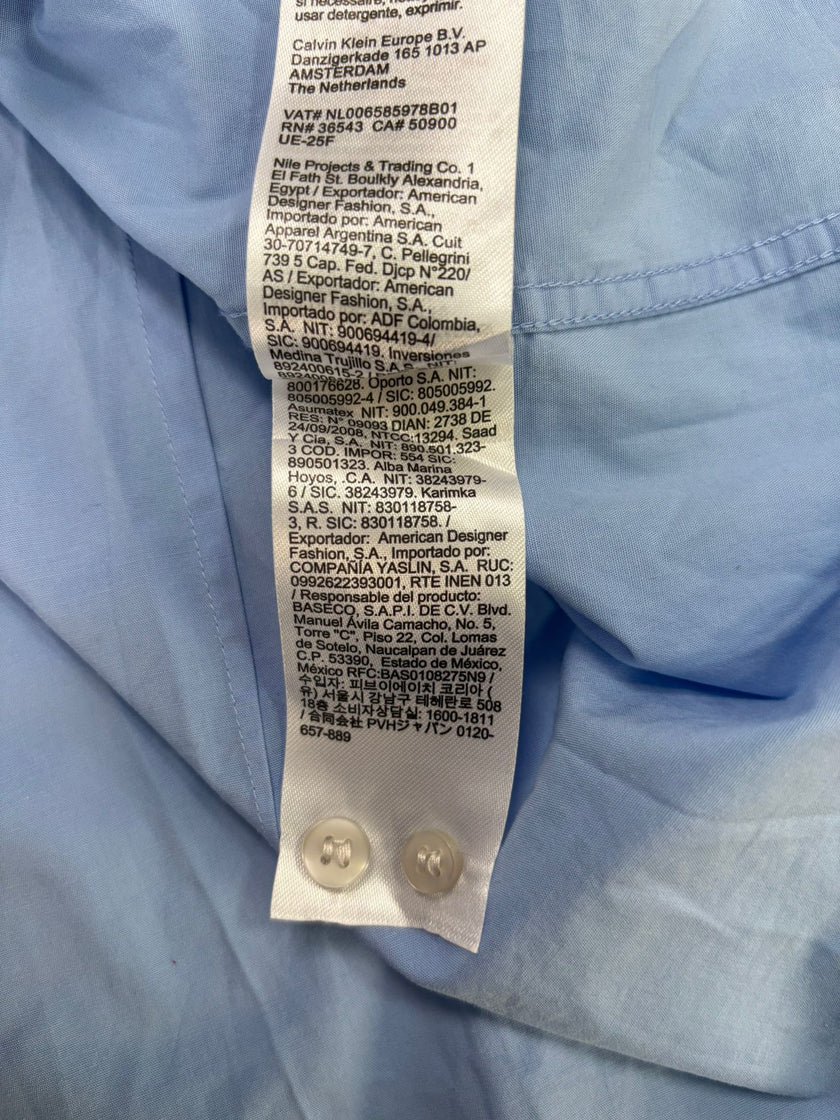 si nécessaire,
usar detergente, exprimir.
Calvin Klein Europe B.V.
Danzigerkade 165 1013 AP
AMSTERDAM
The Netherlands
VAT# NL006585978B01
RN# 36543 CA# 50900
UE-25F
Nile Projects & Trading Co. 1
El Fath St. Boulkly Alexandria,
Egypt / Exportador: American
Designer Fashion, S.A.,
Importado por: American
Apparel Argentina S.A. Cuit
30-70714749-7, C. Pellegrini
739 5 Cap. Fed. Djcp N°220/
AS / Exportador: American
Designer Fashion, S.A.,
Importado por: ADF Colombia,
S.A. NIT: 900694419-4/
SIC: 900694419. Inversiones
Medina Trujillo S.A.S. NIT:
892400615-2 /
800176628. Oporto S.A. NIT:
805005992-4 / SIC: 805005992.
Asumatex NIT: 900.049.384-1
RES: N° 09093 DIAN: 2738 DE
24/09/2008, NTCC:13294. Saad
Y Cia, S.A. NIT: 890.501.323-
3 COD. IMPOR: 554 SIC:
890501323. Alba Marina
Hoyos, .C.A. NIT: 38243979-
6 / SIC. 38243979. Karimka
S.A.S. NIT: 830118758-
3, R. SIC: 830118758. /
Exportador: American Designer
Fashion, S.A., Importado por:
COMPAÑÍA YASLIN, S.A. RUC:
0992622393001, RTE INEN 013
/ Responsable del producto:
BASECO, S.A.P.I. DE C.V. Blvd.
Manuel Ávila Camacho, No. 5,
Torre "C", Piso 22, Col. Lomas
de Sotelo, Naucalpan de Juárez
C.P. 53390, Estado de México,
México RFC:BAS0108275N9 /
수입자: 피브이에이치 코리아 (
유) 서울시 강남구 테헤란로 508
18층 소비자상담실: 1600-1811
/ 合同会社 PVHジャパン 0120-
657-889